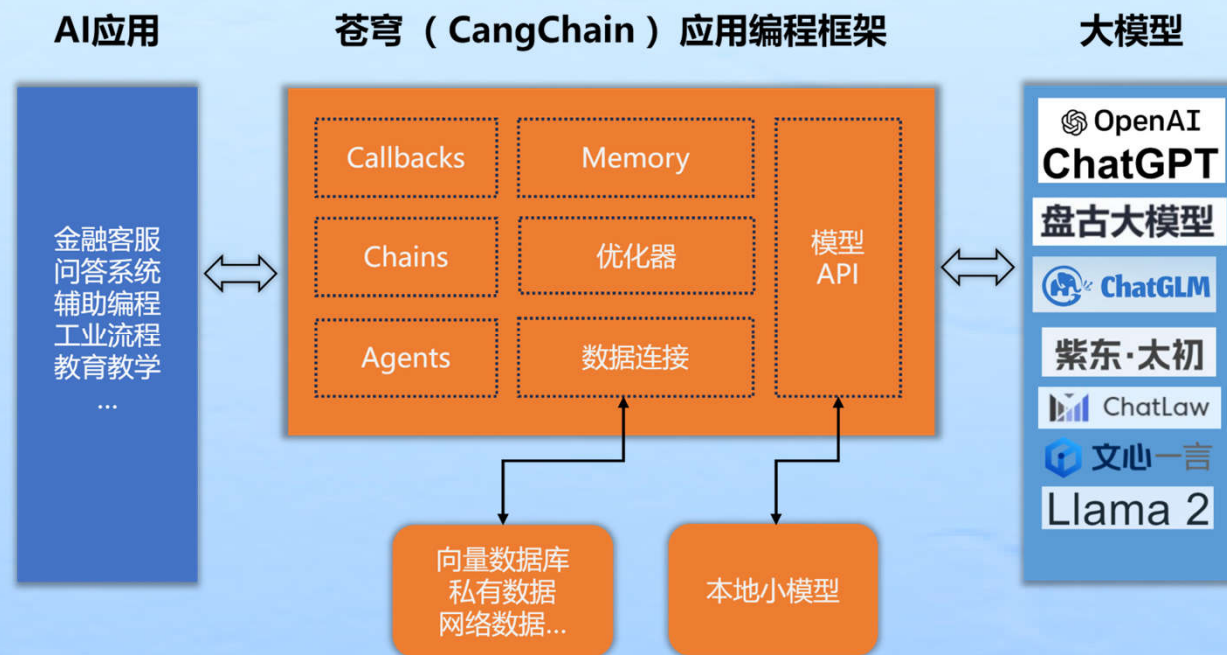 AI应用
苍穹（CangChain）应用编程框架
大模型
金融客服
问答系统
辅助编程
工业流程
教育教学
...
Callbacks
Memory
Chains
优化器
Agents
数据连接
模型
API
向量数据库
私有数据
网络数据...
本地小模型
OpenAI
ChatGPT
盘古大模型
ChatGLM
紫东·太初
ChatLaw
文心一言
Llama 2